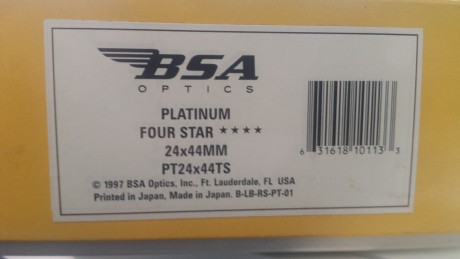 BSA
OPTICS
PLATINUM
FOUR STAR ★★★★
24x44MM
PT24x44TS
6 31618 10113 3
© 1997 BSA Optics, Inc., Ft. Lauderdale, FL USA
Printed in Japan, Made in Japan. B-LB-RS-PT-01